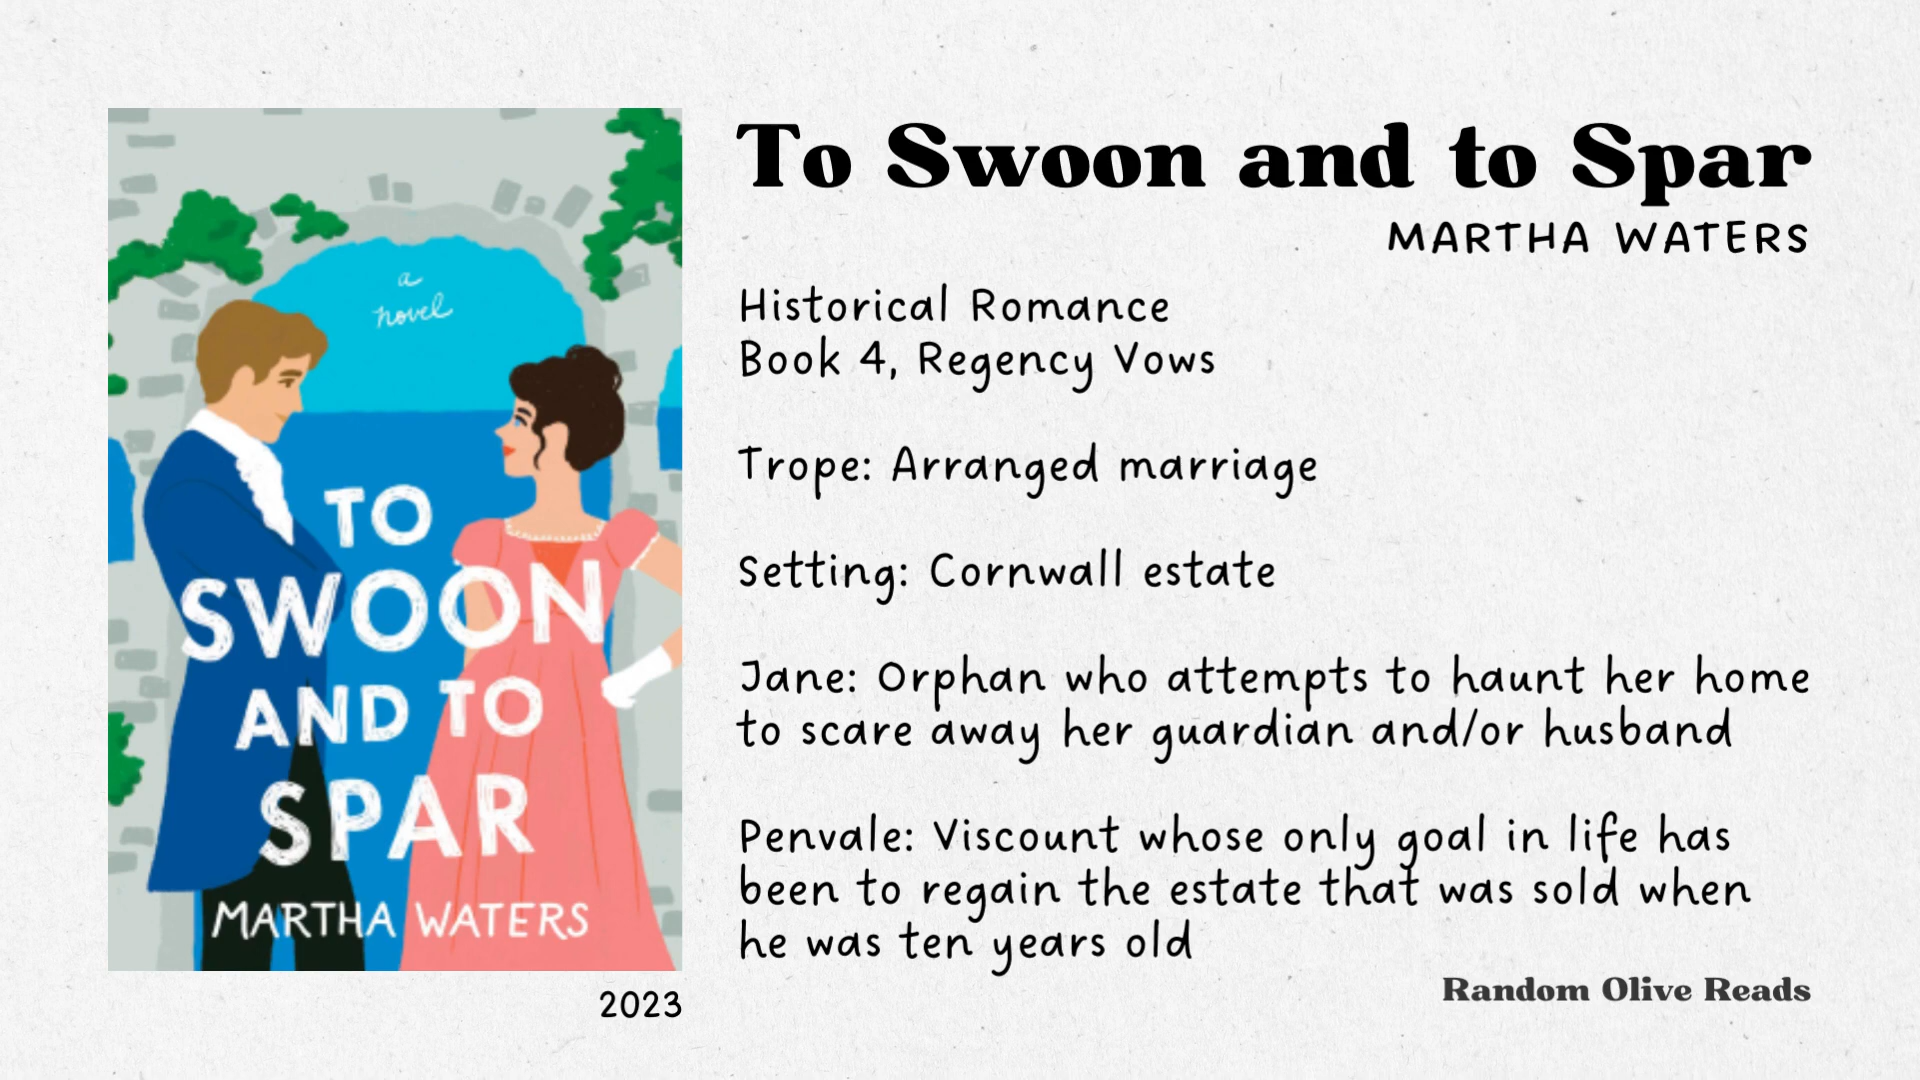 a
novel
TO
SWOON
AND TO
SPAR
MARTHA WATERS
2023
To Swoon and to Spar
MARTHA WATERS
Historical Romance
Book 4, Regency Vows
Trope: Arranged marriage
Setting: Cornwall estate
Jane: Orphan who attempts to haunt her home
to scare away her guardian and/or husband
Penvale: Viscount whose only goal in life has
been to regain the estate that was sold when
he was ten years old
Random Olive Reads